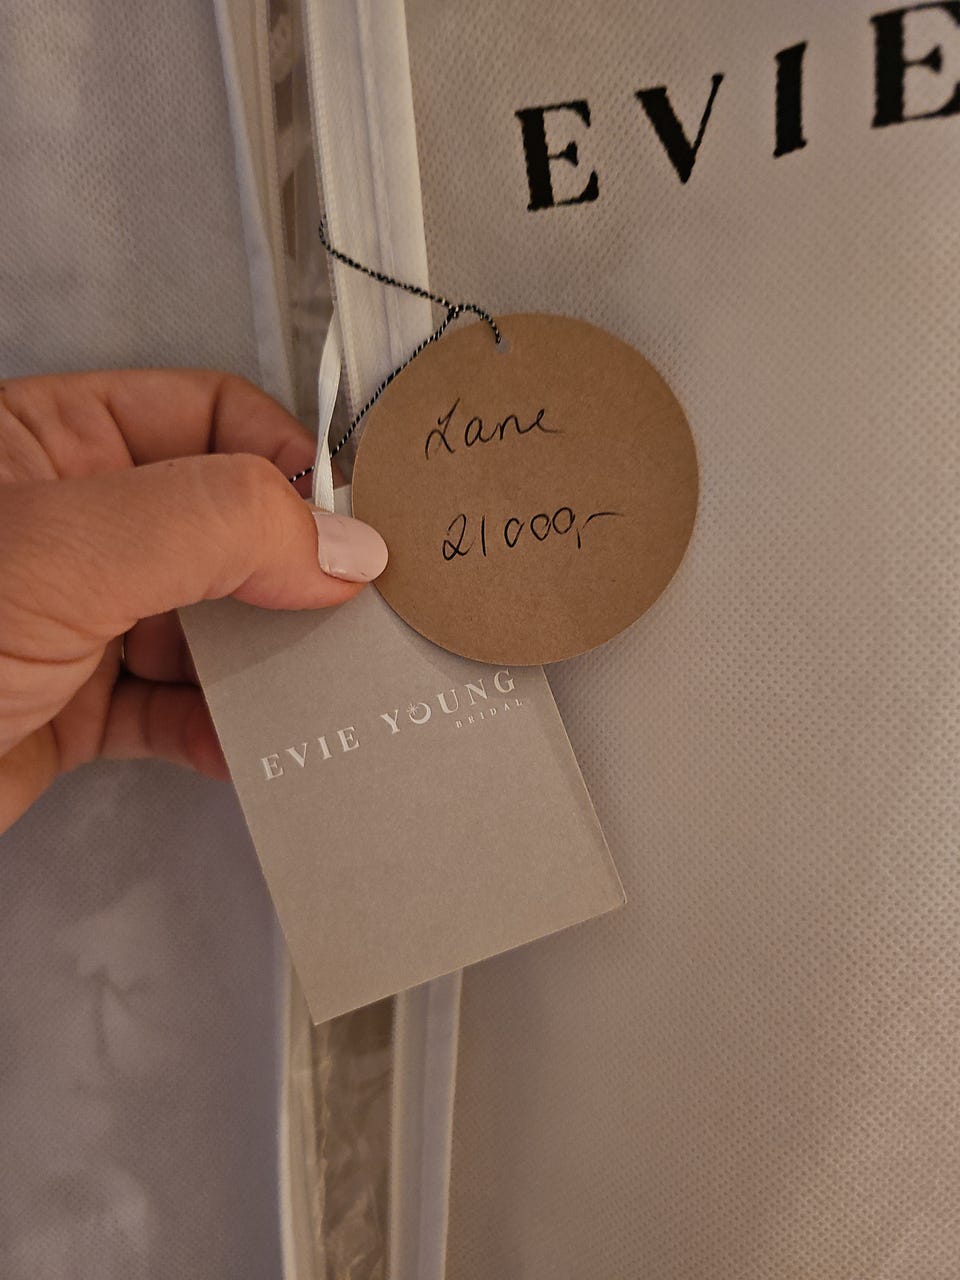 EVIE
Lane
21000,-
EVIE YOUNG
BRIDAL